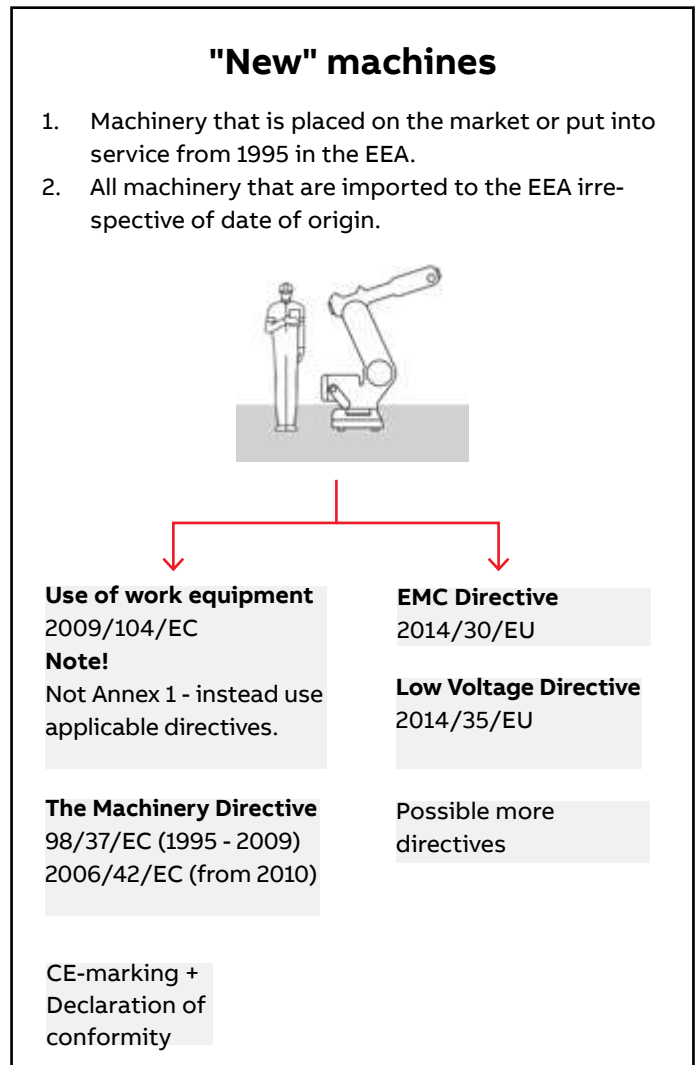 "New" machines
1. Machinery that is placed on the market or put into
service from 1995 in the EEA.
2. All machinery that are imported to the EEA irre-
spective of date of origin.
Use of work equipment
2009/104/EC
Note!
Not Annex 1 - instead use
applicable directives.
The Machinery Directive
98/37/EC (1995 - 2009)
2006/42/EC (from 2010)
CE-marking +
Declaration of
conformity
EMC Directive
2014/30/EU
Low Voltage Directive
2014/35/EU
Possible more
directives